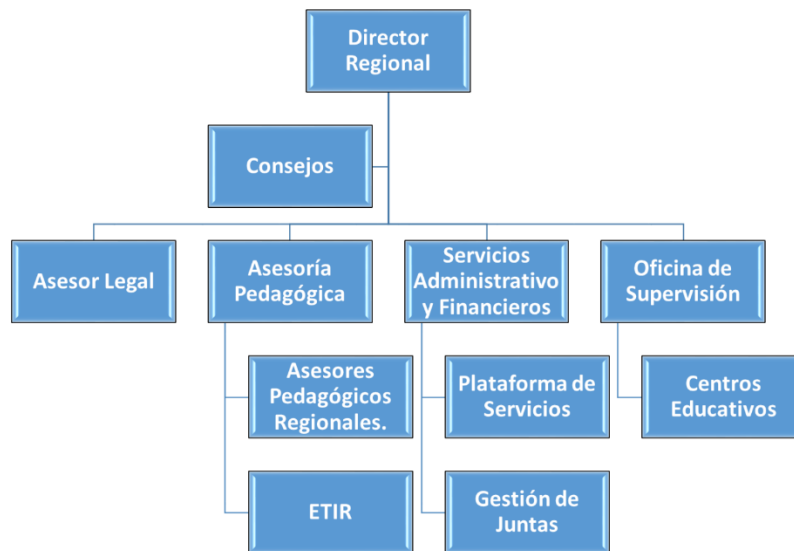 Director
Regional
Consejos
Asesor Legal
Asesoría
Pedagógica
Servicios
Administrativo
y Financieros
Oficina de
Supervisión
Asesores
Pedagógicos
Regionales.
Plataforma de
Servicios
Centros
Educativos
ETIR
Gestión de
Juntas